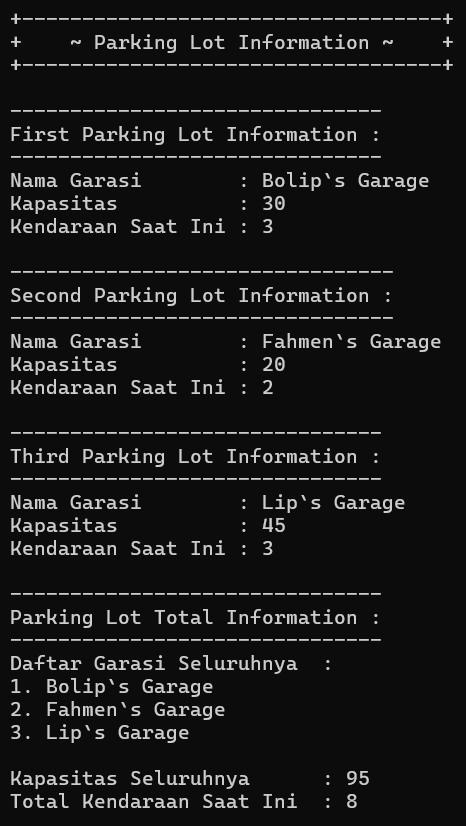 +-----------------------------------+
+    ~ Parking Lot Information ~    +
+-----------------------------------+

-------------------------------
First Parking Lot Information :
-------------------------------
Nama Garasi        : Bolip`s Garage
Kapasitas          : 30
Kendaraan Saat Ini : 3

--------------------------------
Second Parking Lot Information :
--------------------------------
Nama Garasi        : Fahmen`s Garage
Kapasitas          : 20
Kendaraan Saat Ini : 2

-------------------------------
Third Parking Lot Information :
-------------------------------
Nama Garasi        : Lip`s Garage
Kapasitas          : 45
Kendaraan Saat Ini : 3

-------------------------------
Parking Lot Total Information :
-------------------------------
Daftar Garasi Seluruhnya  :
1. Bolip`s Garage
2. Fahmen`s Garage
3. Lip`s Garage

Kapasitas Seluruhnya      : 95
Total Kendaraan Saat Ini  : 8